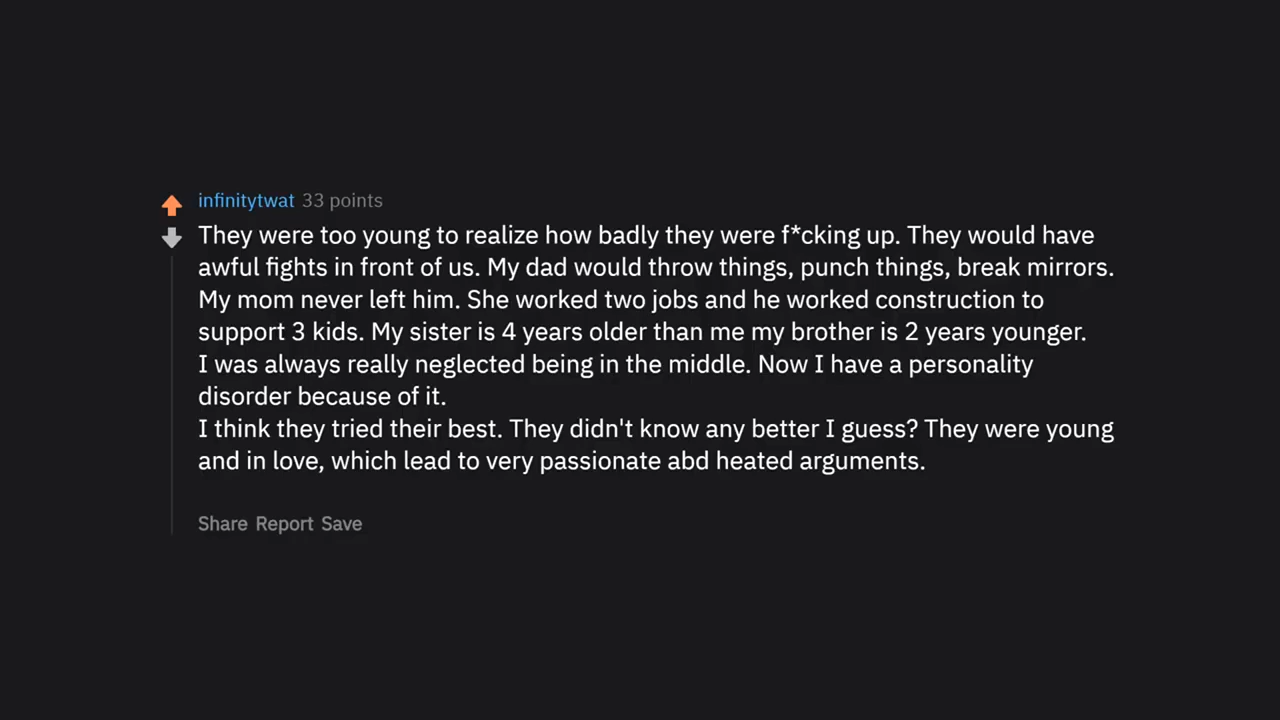 infinitytwat 33 points
They were too young to realize how badly they were f*cking up. They would have
awful fights in front of us. My dad would throw things, punch things, break mirrors.
My mom never left him. She worked two jobs and he worked construction to
support 3 kids. My sister is 4 years older than me my brother is 2 years younger.
I was always really neglected being in the middle. Now I have a personality
disorder because of it.
I think they tried their best. They didn't know any better I guess? They were young
and in love, which lead to very passionate abd heated arguments.
Share Report Save